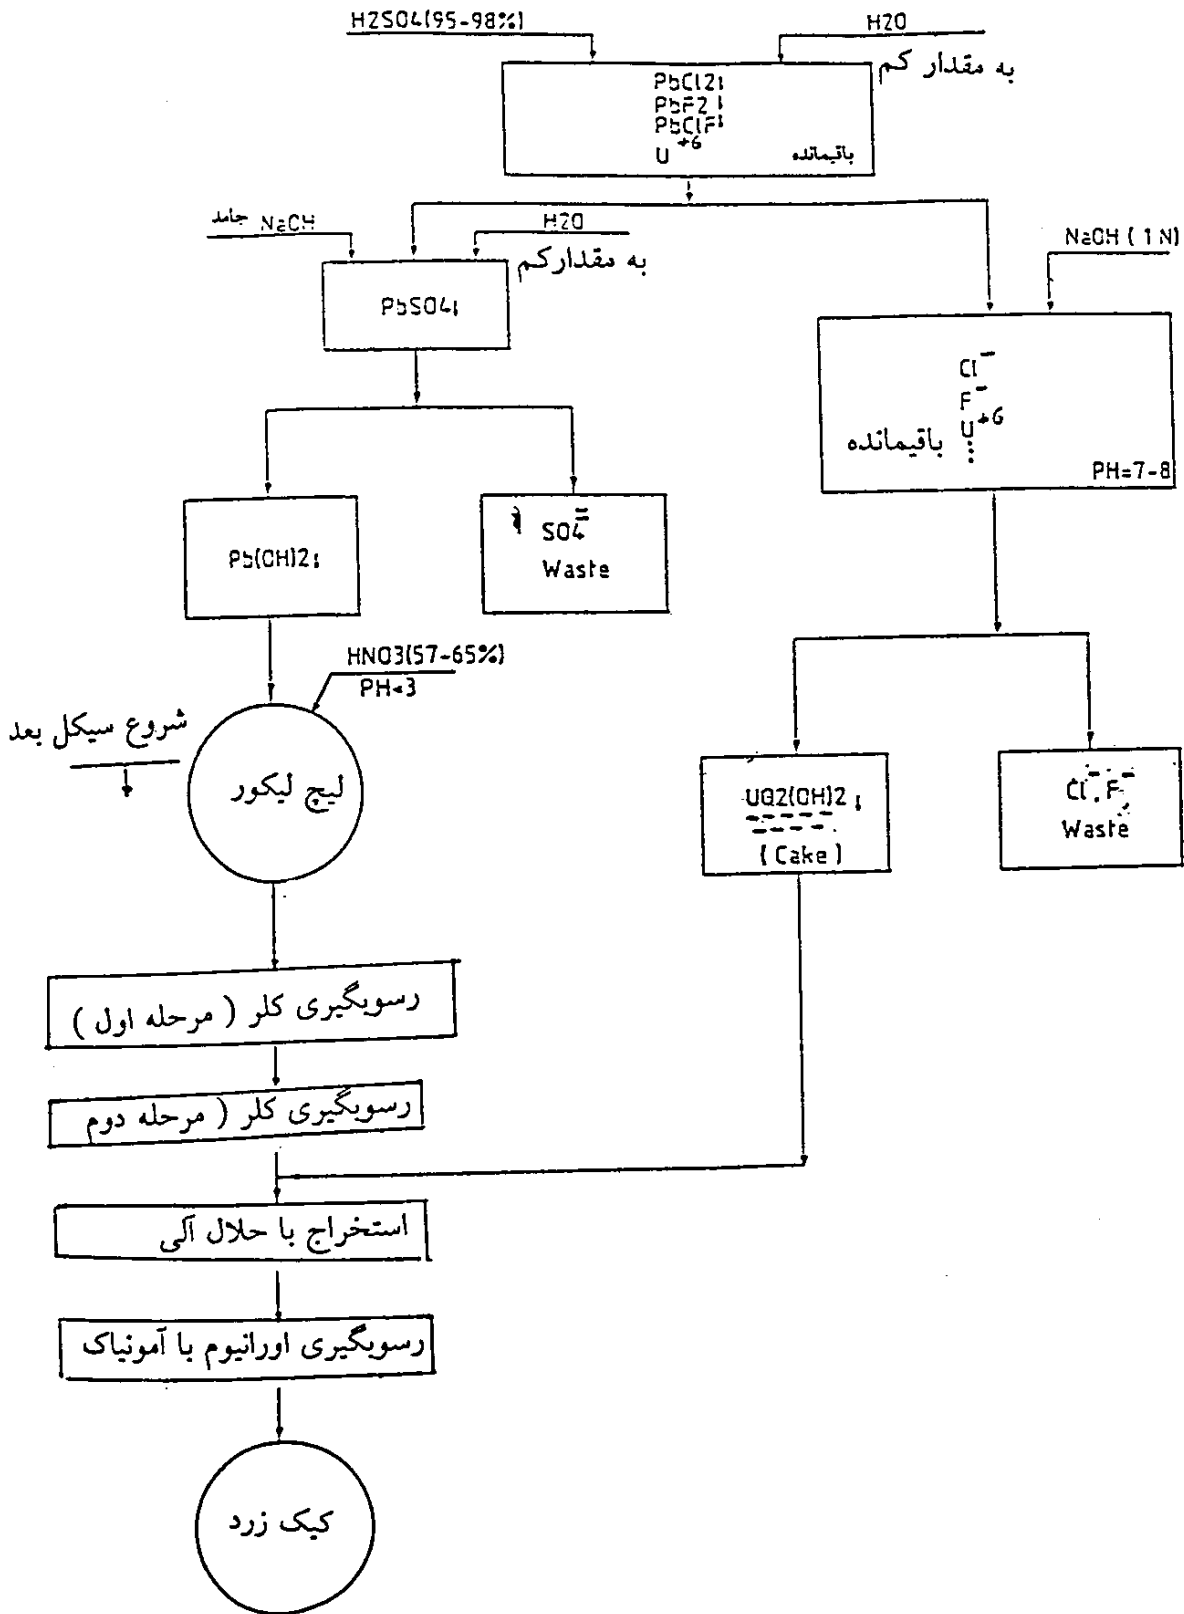 H2SO4(95-98%)
H2O
به مقدار کم
PbCl2↓
PbF2↓
PbClF↓
U+6
باقیمانده
جامد NaOH
H2O
به مقدارکم
NaOH ( 1 N)
PbSO4↓
Cl−
F−
U+6
باقیمانده
PH=7-8
Pb(OH)2↓
SO4=
Waste
HNO3(57-65%)
PH<3
شروع سیکل بعد
لیچ لیکور
UO2(OH)2↓
( Cake )
Cl−, F−
Waste
رسوبگیری کلر ( مرحله اول )
رسوبگیری کلر ( مرحله دوم
استخراج با حلال آلی
رسوبگیری اورانیوم با آمونیاک
کیک زرد